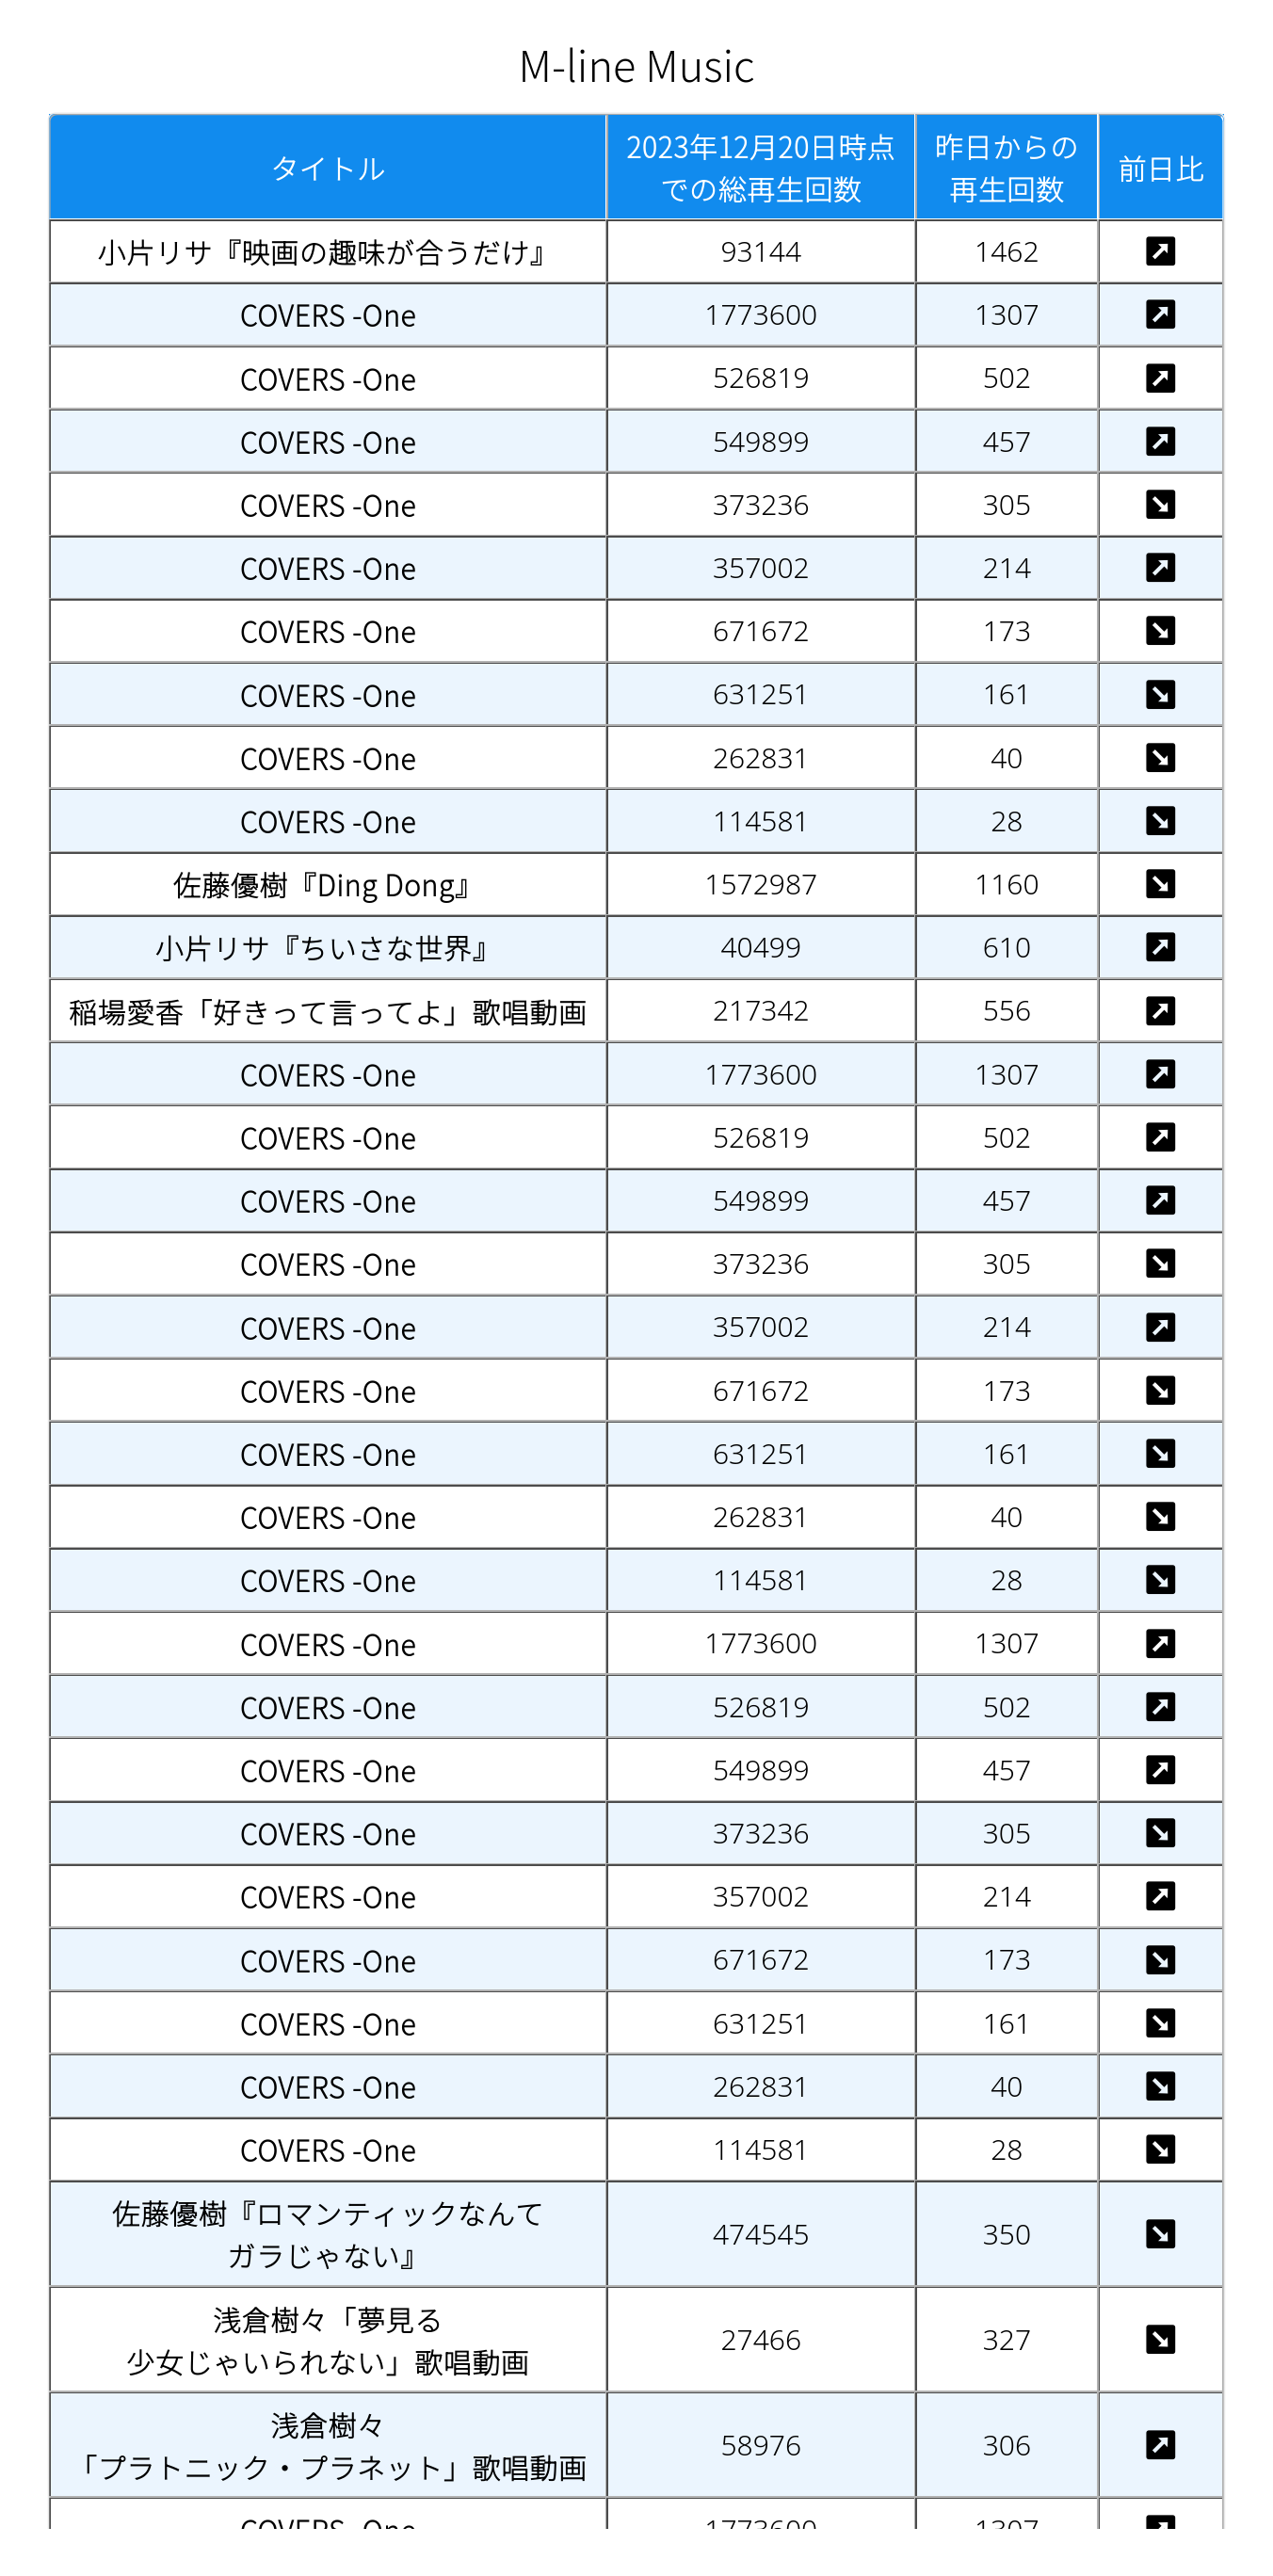 M-line Music
タイトル 2023年12月20日時点 昨日からの 前日比
での総再生回数 再生回数
小片リサ『映画の趣味が合うだけ』 93144 1462 ↗
COVERS -One 1773600 1307 ↗
COVERS -One 526819 502 ↗
COVERS -One 549899 457 ↗
COVERS -One 373236 305 ↘
COVERS -One 357002 214 ↗
COVERS -One 671672 173 ↘
COVERS -One 631251 161 ↘
COVERS -One 262831 40 ↘
COVERS -One 114581 28 ↘
佐藤優樹『Ding Dong』 1572987 1160 ↘
小片リサ『ちいさな世界』 40499 610 ↗
稲場愛香「好きって言ってよ」歌唱動画 217342 556 ↗
COVERS -One 1773600 1307 ↗
COVERS -One 526819 502 ↗
COVERS -One 549899 457 ↗
COVERS -One 373236 305 ↘
COVERS -One 357002 214 ↗
COVERS -One 671672 173 ↘
COVERS -One 631251 161 ↘
COVERS -One 262831 40 ↘
COVERS -One 114581 28 ↘
COVERS -One 1773600 1307 ↗
COVERS -One 526819 502 ↗
COVERS -One 549899 457 ↗
COVERS -One 373236 305 ↘
COVERS -One 357002 214 ↗
COVERS -One 671672 173 ↘
COVERS -One 631251 161 ↘
COVERS -One 262831 40 ↘
COVERS -One 114581 28 ↘
佐藤優樹『ロマンティックなんて
ガラじゃない』 474545 350 ↘
浅倉樹々「夢見る
少女じゃいられない」歌唱動画 27466 327 ↘
浅倉樹々
「プラトニック・プラネット」歌唱動画 58976 306 ↗
COVERS -One 1773600 1307 ↗